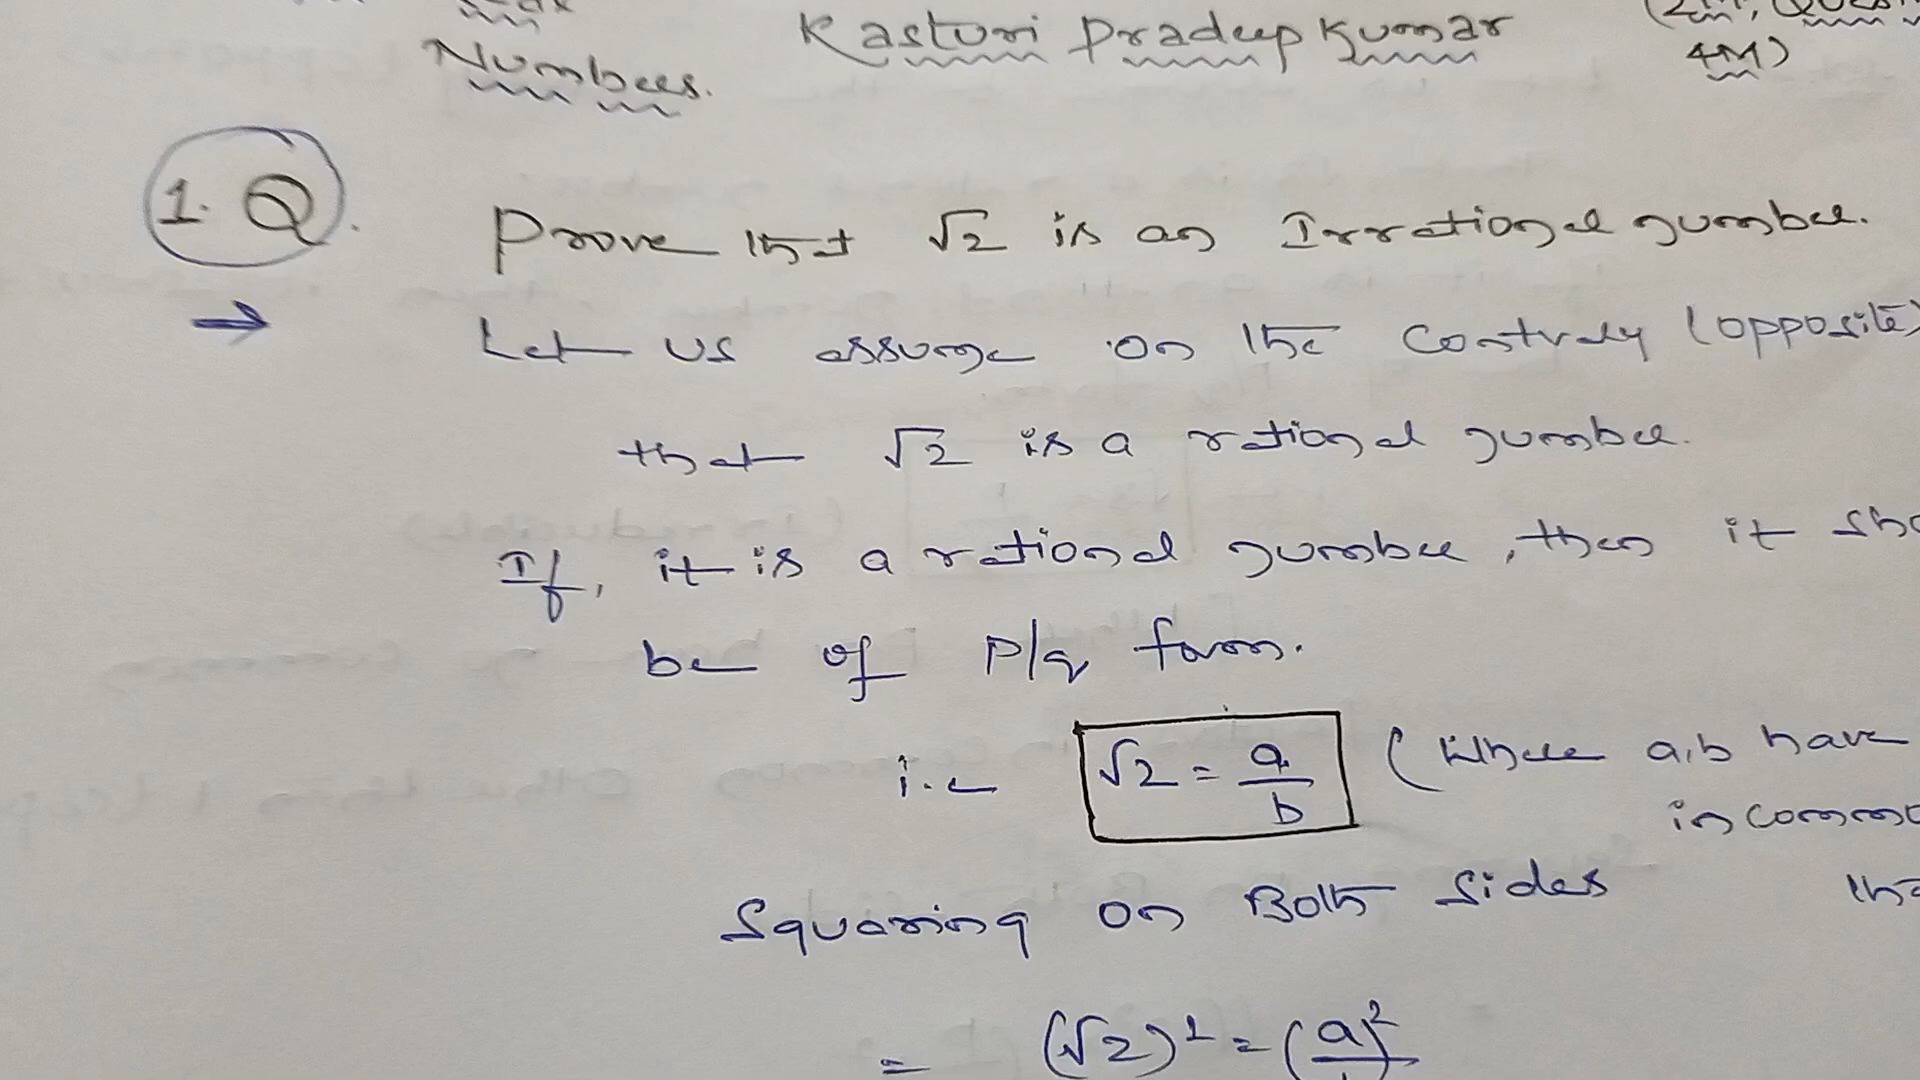 Numbers.
Kasturi Pradeep Kumar
4M)
1. Q.
Prove that √2 is an Irrational number.
→ Let us assume on the contrary (opposite)
that √2 is a rational number.
If, it is a rational number, then it sho
be of P/q form.
i.e √2 = a/b (Where a,b have
in commo
Squaring on Both sides
= (√2)² = (a